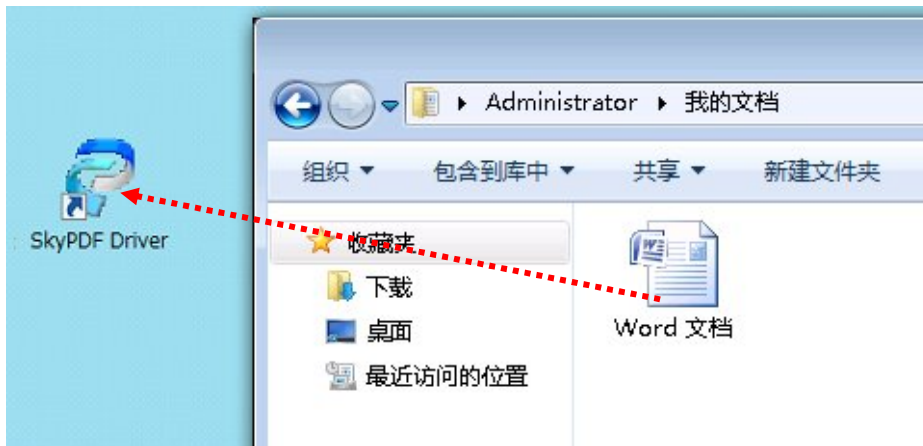 Administrator 我的文档
组织 包含到库中 共享 新建文件夹
SkyPDF Driver
收藏夹
下载
桌面
最近访问的位置
Word 文档